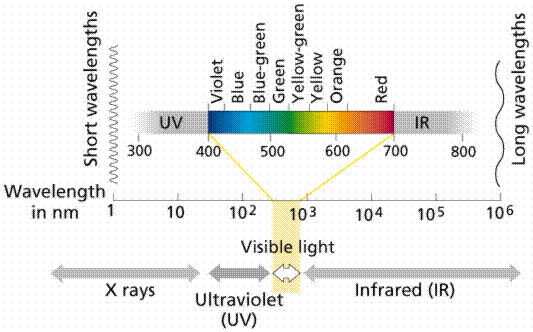 Short wavelengths
Violet
Blue
Blue-green
Green
Yellow-green
Yellow
Orange
Red
Long wavelengths
UV
IR
300 400 500 600 700 800
Wavelength
in nm
1 10 10² 10³ 10⁴ 10⁵ 10⁶
Visible light
X rays
Ultraviolet
(UV)
Infrared (IR)